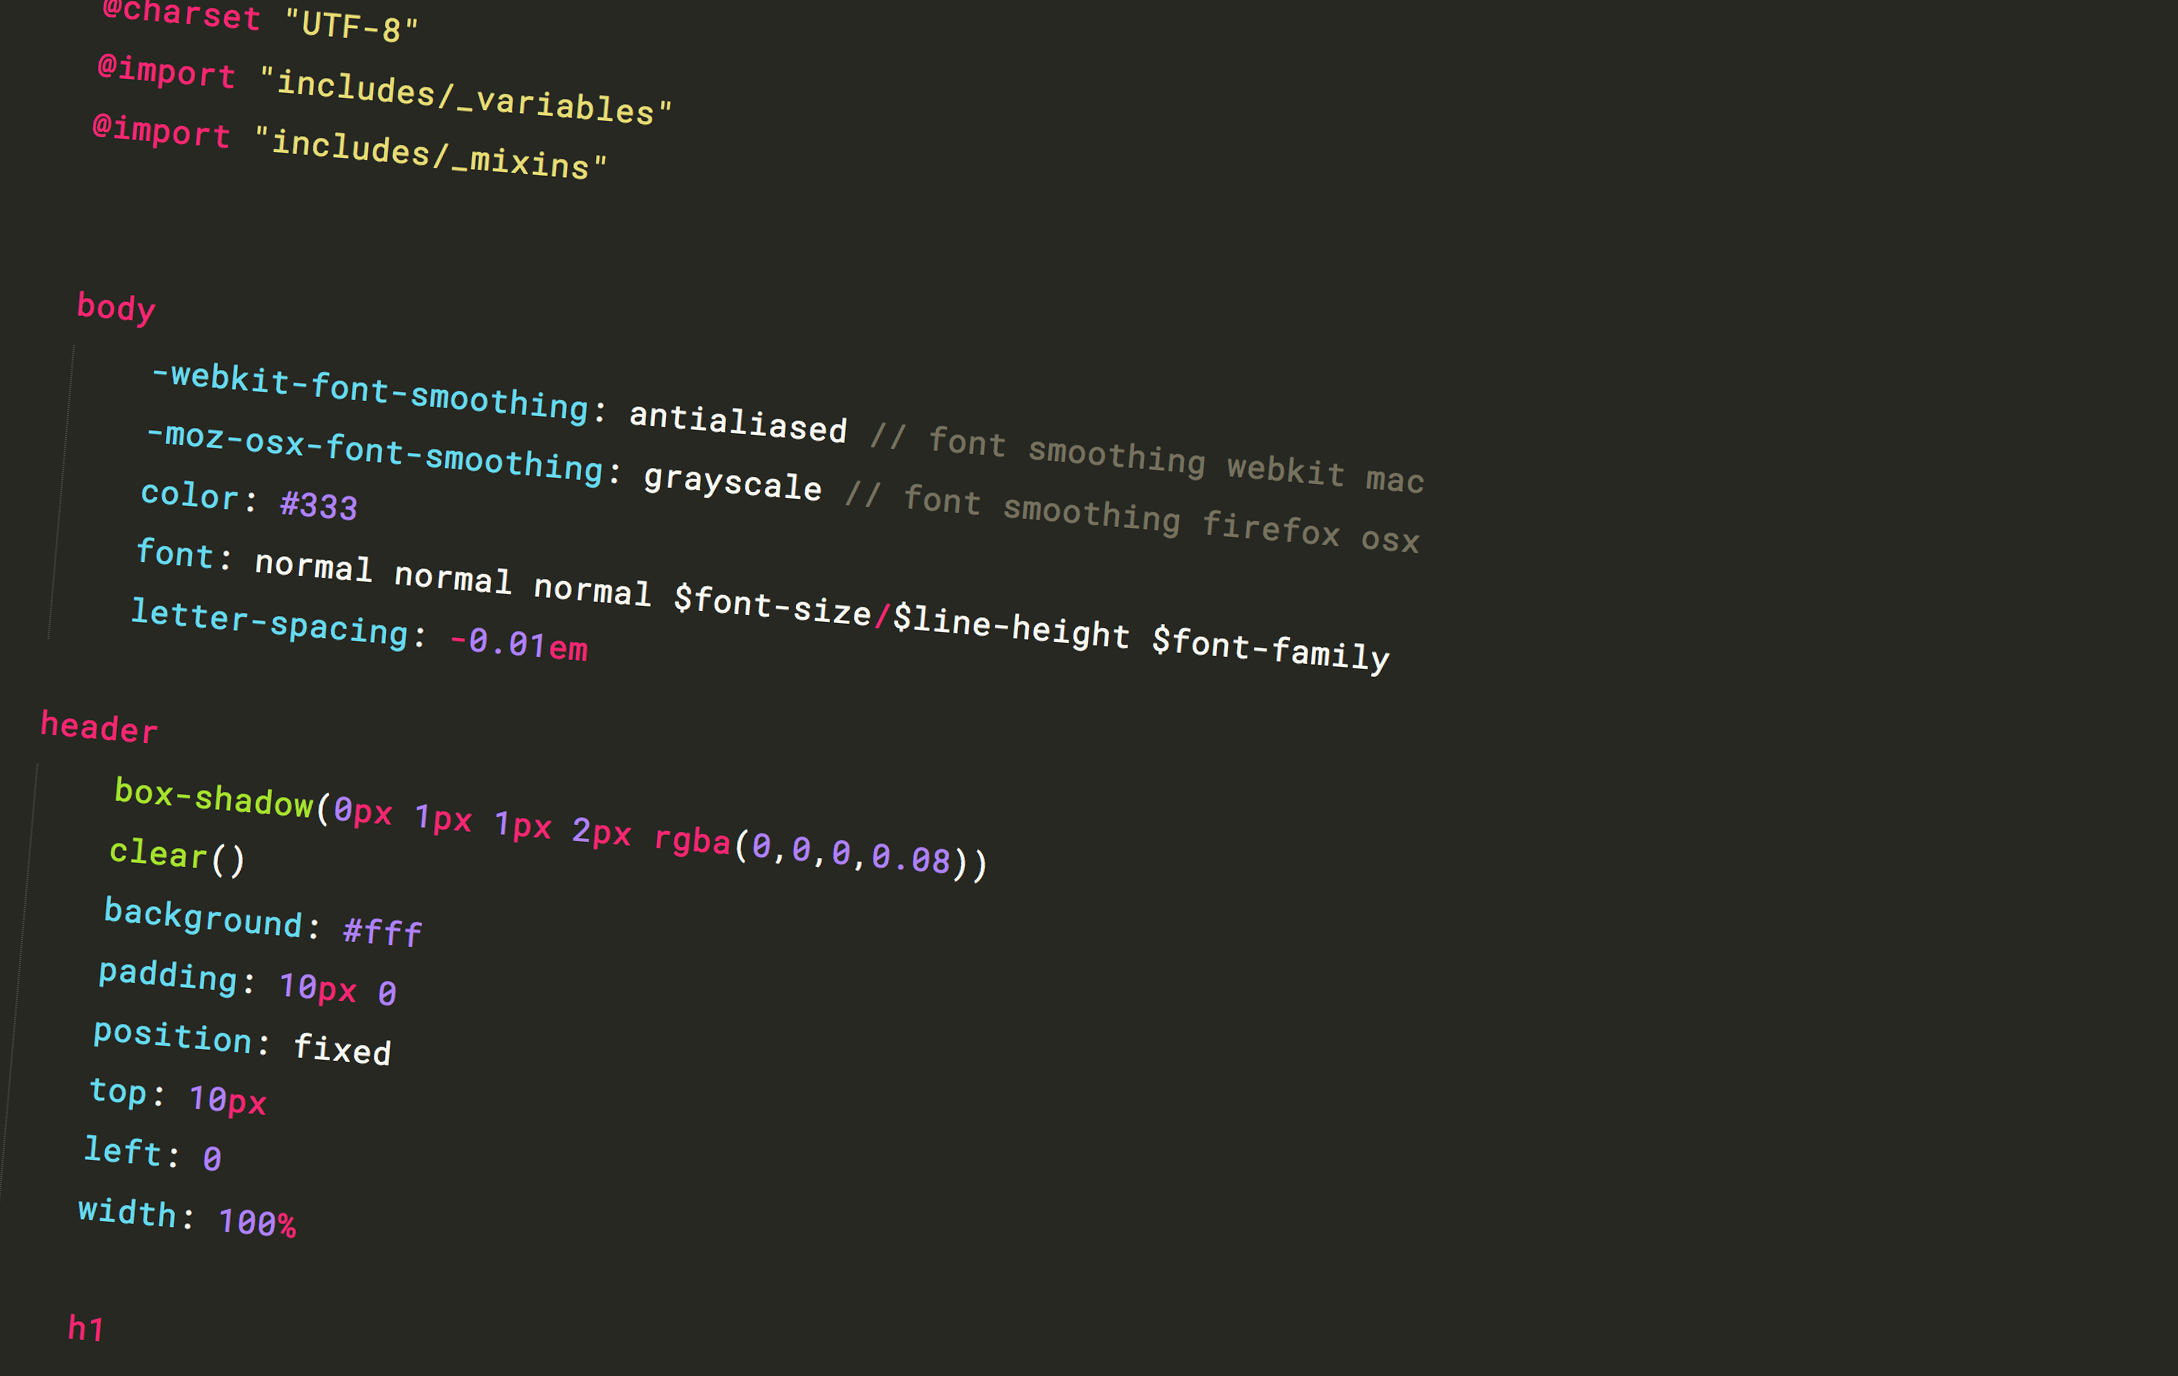 @charset "UTF-8"
@import "includes/_variables"
@import "includes/_mixins"
body
-webkit-font-smoothing: antialiased // font smoothing webkit mac
-moz-osx-font-smoothing: grayscale // font smoothing firefox osx
color: #333
font: normal normal normal $font-size/$line-height $font-family
letter-spacing: -0.01em
header
box-shadow(0px 1px 1px 2px rgba(0,0,0,0.08))
clear()
background: #fff
padding: 10px 0
position: fixed
top: 10px
left: 0
width: 100%
h1